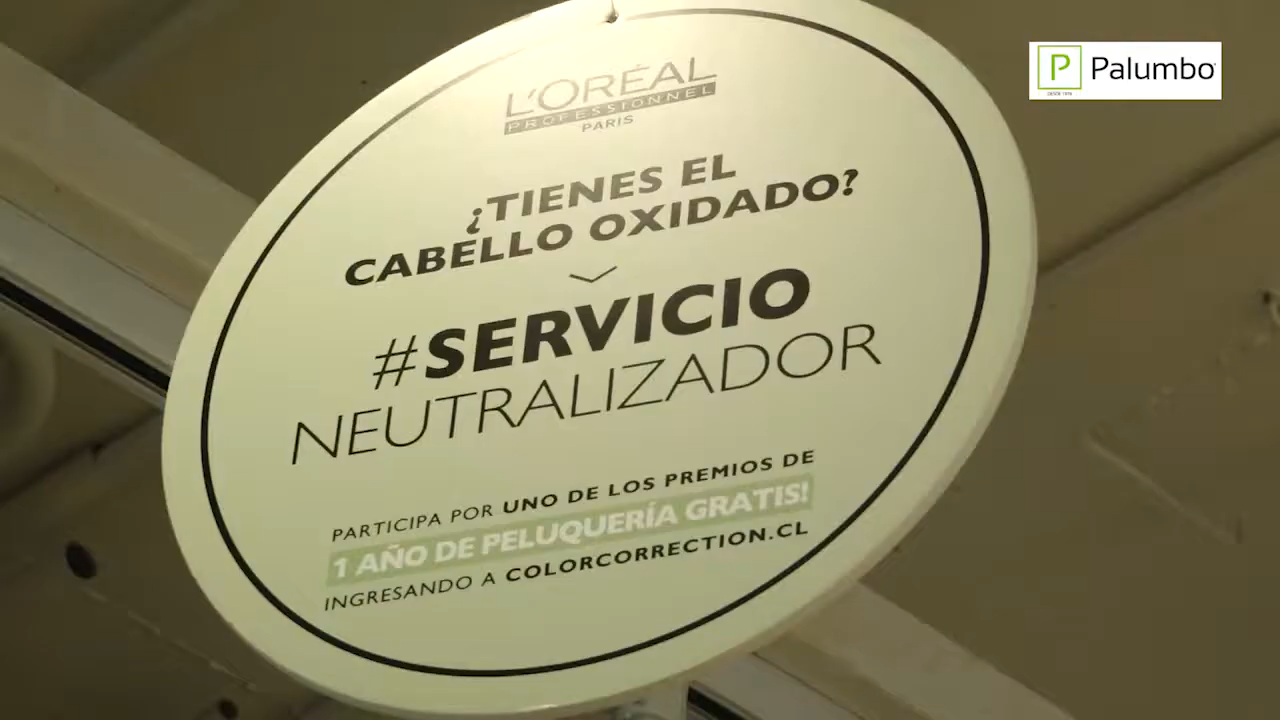 L'ORÉAL
PROFESSIONNEL
PARIS
¿TIENES EL
CABELLO OXIDADO?
#SERVICIO
NEUTRALIZADOR
PARTICIPA POR UNO DE LOS PREMIOS DE
1 AÑO DE PELUQUERÍA GRATIS!
INGRESANDO A COLORCORRECTION.CL
P Palumbo